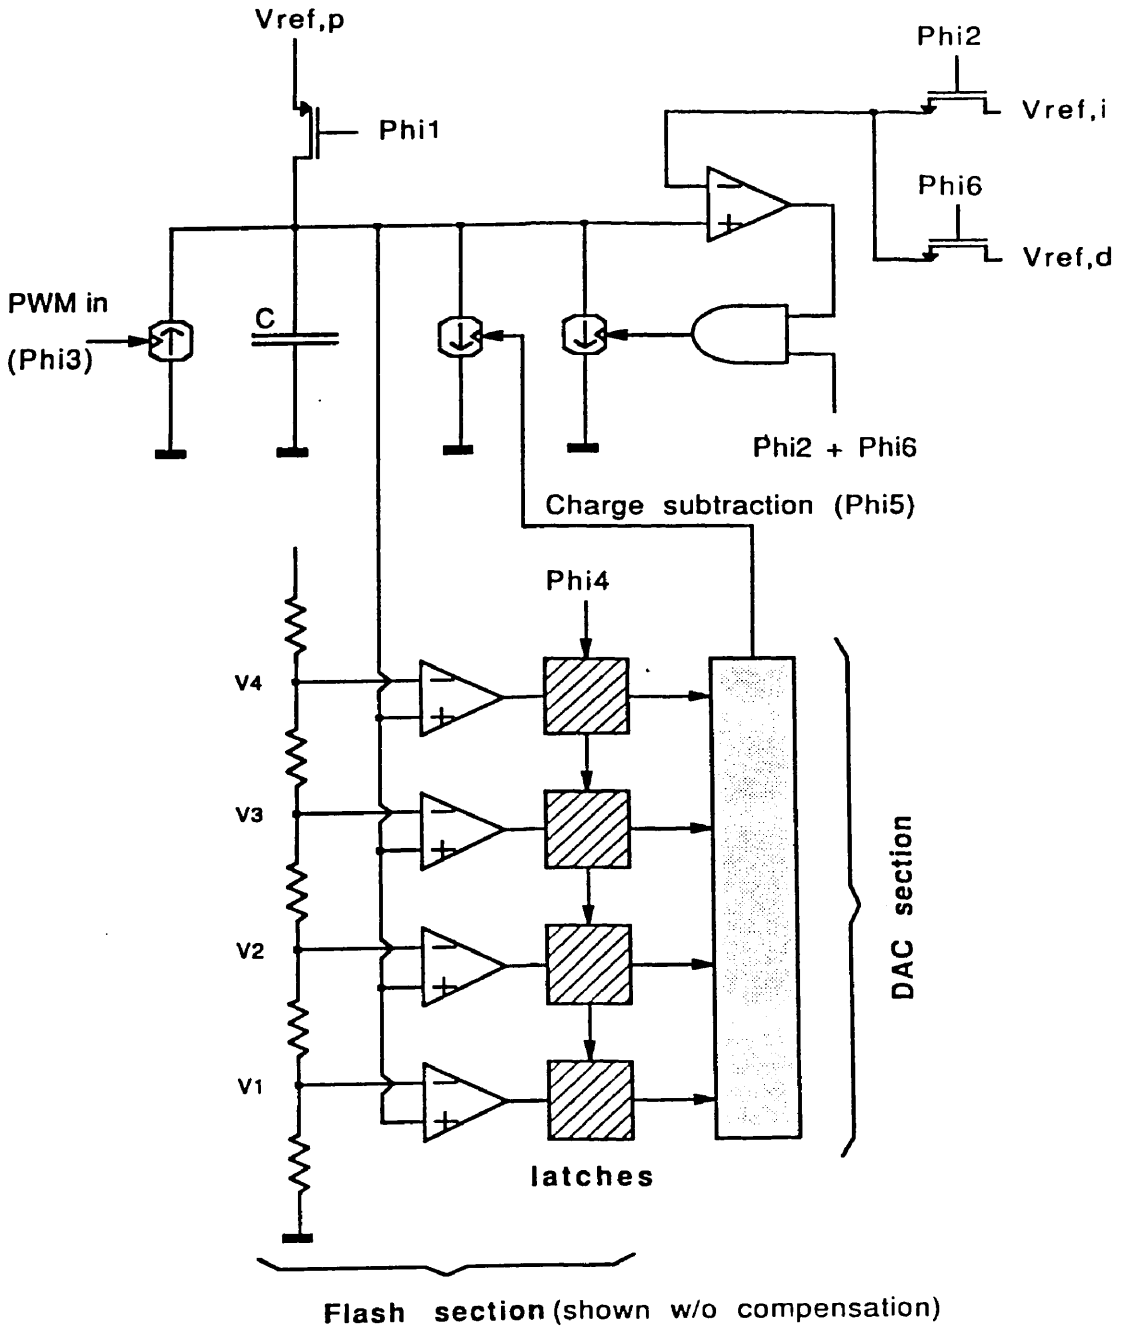 Vref,p
Phi2
Vref,i
Phi1
Phi6
Vref,d
PWM in
(Phi3)
C
Phi2 + Phi6
Charge subtraction (Phi5)
Phi4
V4
V3
V2
V1
DAC section
latches
Flash section (shown w/o compensation)